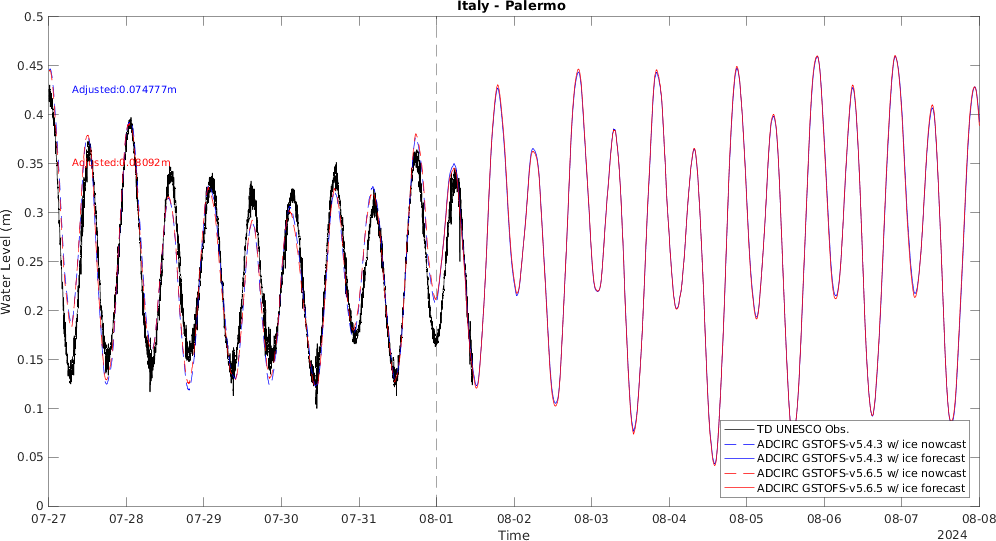 Italy - Palermo
0.5
0.45
0.4
0.35
0.3
0.25
0.2
0.15
0.1
0.05
0
Water Level (m)
Adjusted:0.074777m
Adjusted:0.08092m
TD UNESCO Obs.
ADCIRC GSTOFS-v5.4.3 w/ ice nowcast
ADCIRC GSTOFS-v5.4.3 w/ ice forecast
ADCIRC GSTOFS-v5.6.5 w/ ice nowcast
ADCIRC GSTOFS-v5.6.5 w/ ice forecast
07-27 07-28 07-29 07-30 07-31 08-01 08-02 08-03 08-04 08-05 08-06 08-07 08-08
Time
2024